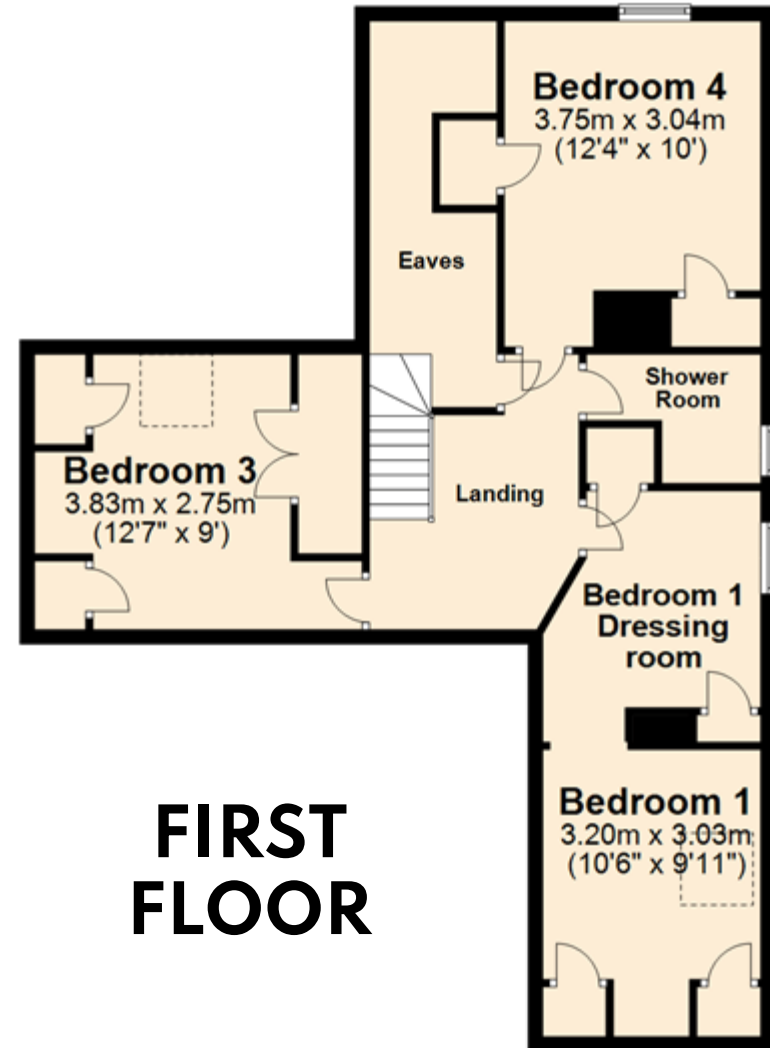 Bedroom 4
3.75m x 3.04m
(12'4" x 10')
Eaves
Shower
Room
Bedroom 3
3.83m x 2.75m
(12'7" x 9')
Landing
Bedroom 1
Dressing
room
Bedroom 1
3.20m x 3.03m
(10'6" x 9'11")
FIRST
FLOOR